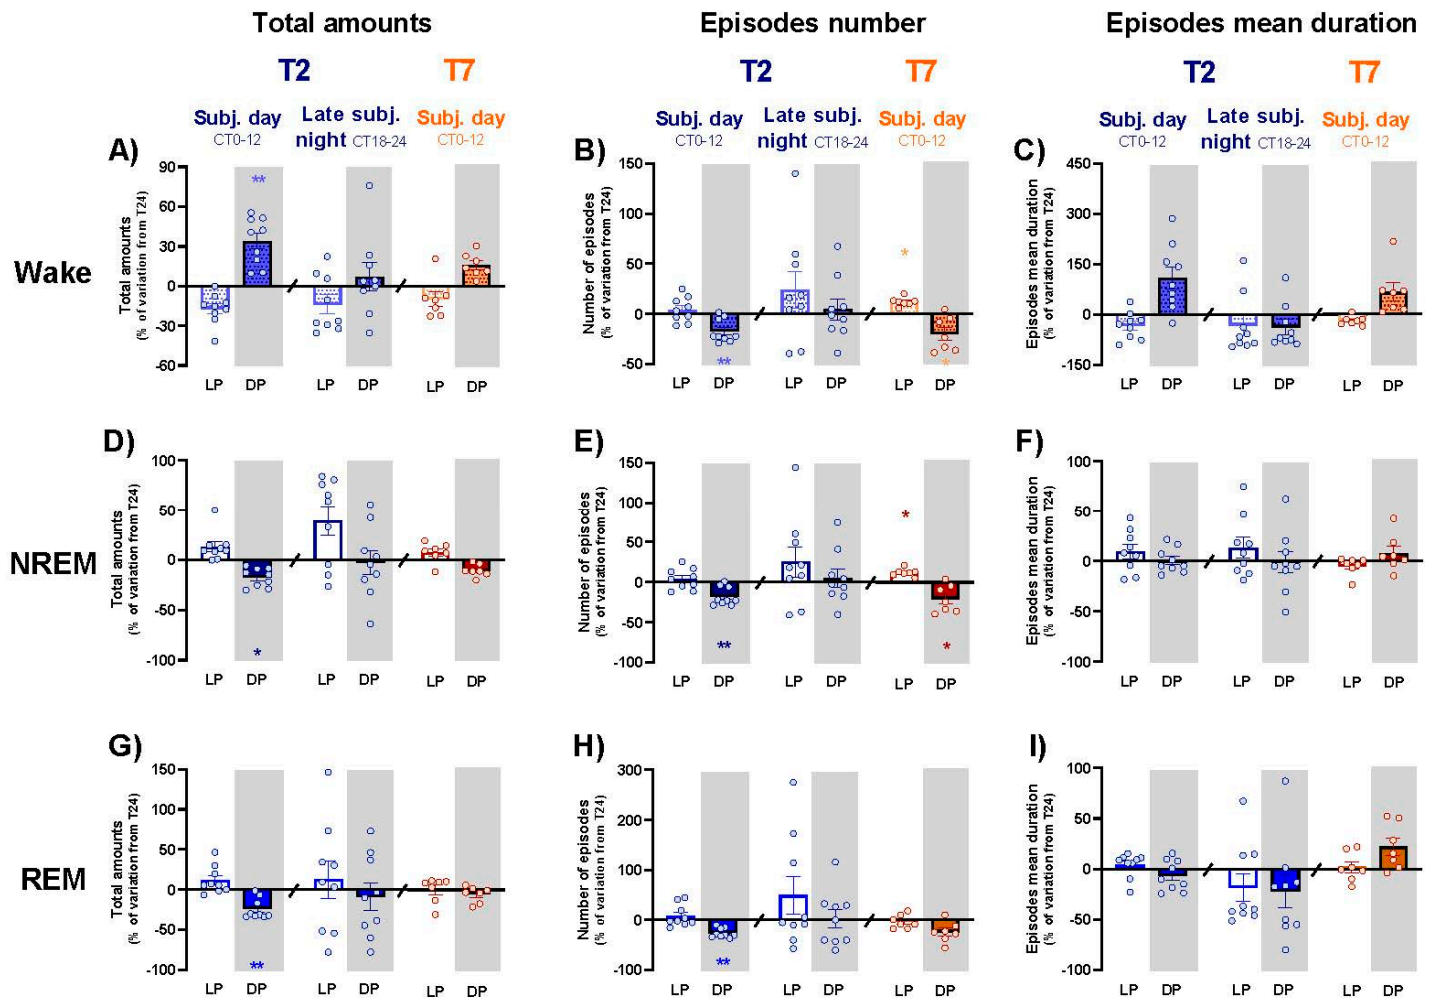 Total amounts Episodes number Episodes mean duration
T2 T7 T2 T7 T2 T7
Subj. day Late subj. Subj. day Subj. day Late subj. Subj. day Subj. day Late subj. Subj. day
CT0-12 night CT18-24 CT0-12 CT0-12 night CT18-24 CT0-12 CT0-12 night CT18-24 CT0-12
Wake
A)
Total amounts
(% of variation from T24)
90
60
30
0
-30
-60
**
LP DP LP DP LP DP
B)
Number of episodes
(% of variation from T24)
150
100
50
0
-50
**
*
*
LP DP LP DP LP DP
C)
Episodes mean duration
(% of variation from T24)
450
300
150
0
-150
LP DP LP DP LP DP
NREM
D)
Total amounts
(% of variation from T24)
100
50
0
-50
-100
*
LP DP LP DP LP DP
E)
Number of episodes
(% of variation from T24)
150
100
50
0
-50
-100
**
*
*
LP DP LP DP LP DP
F)
Episodes mean duration
(% of variation from T24)
100
50
0
-50
-100
LP DP LP DP LP DP
REM
G)
Total amounts
(% of variation from T24)
150
100
50
0
-50
-100
**
LP DP LP DP LP DP
H)
Number of episodes
(% of variation from T24)
300
200
100
0
-100
**
LP DP LP DP LP DP
I)
Episodes mean duration
(% of variation from T24)
100
50
0
-50
-100
LP DP LP DP LP DP